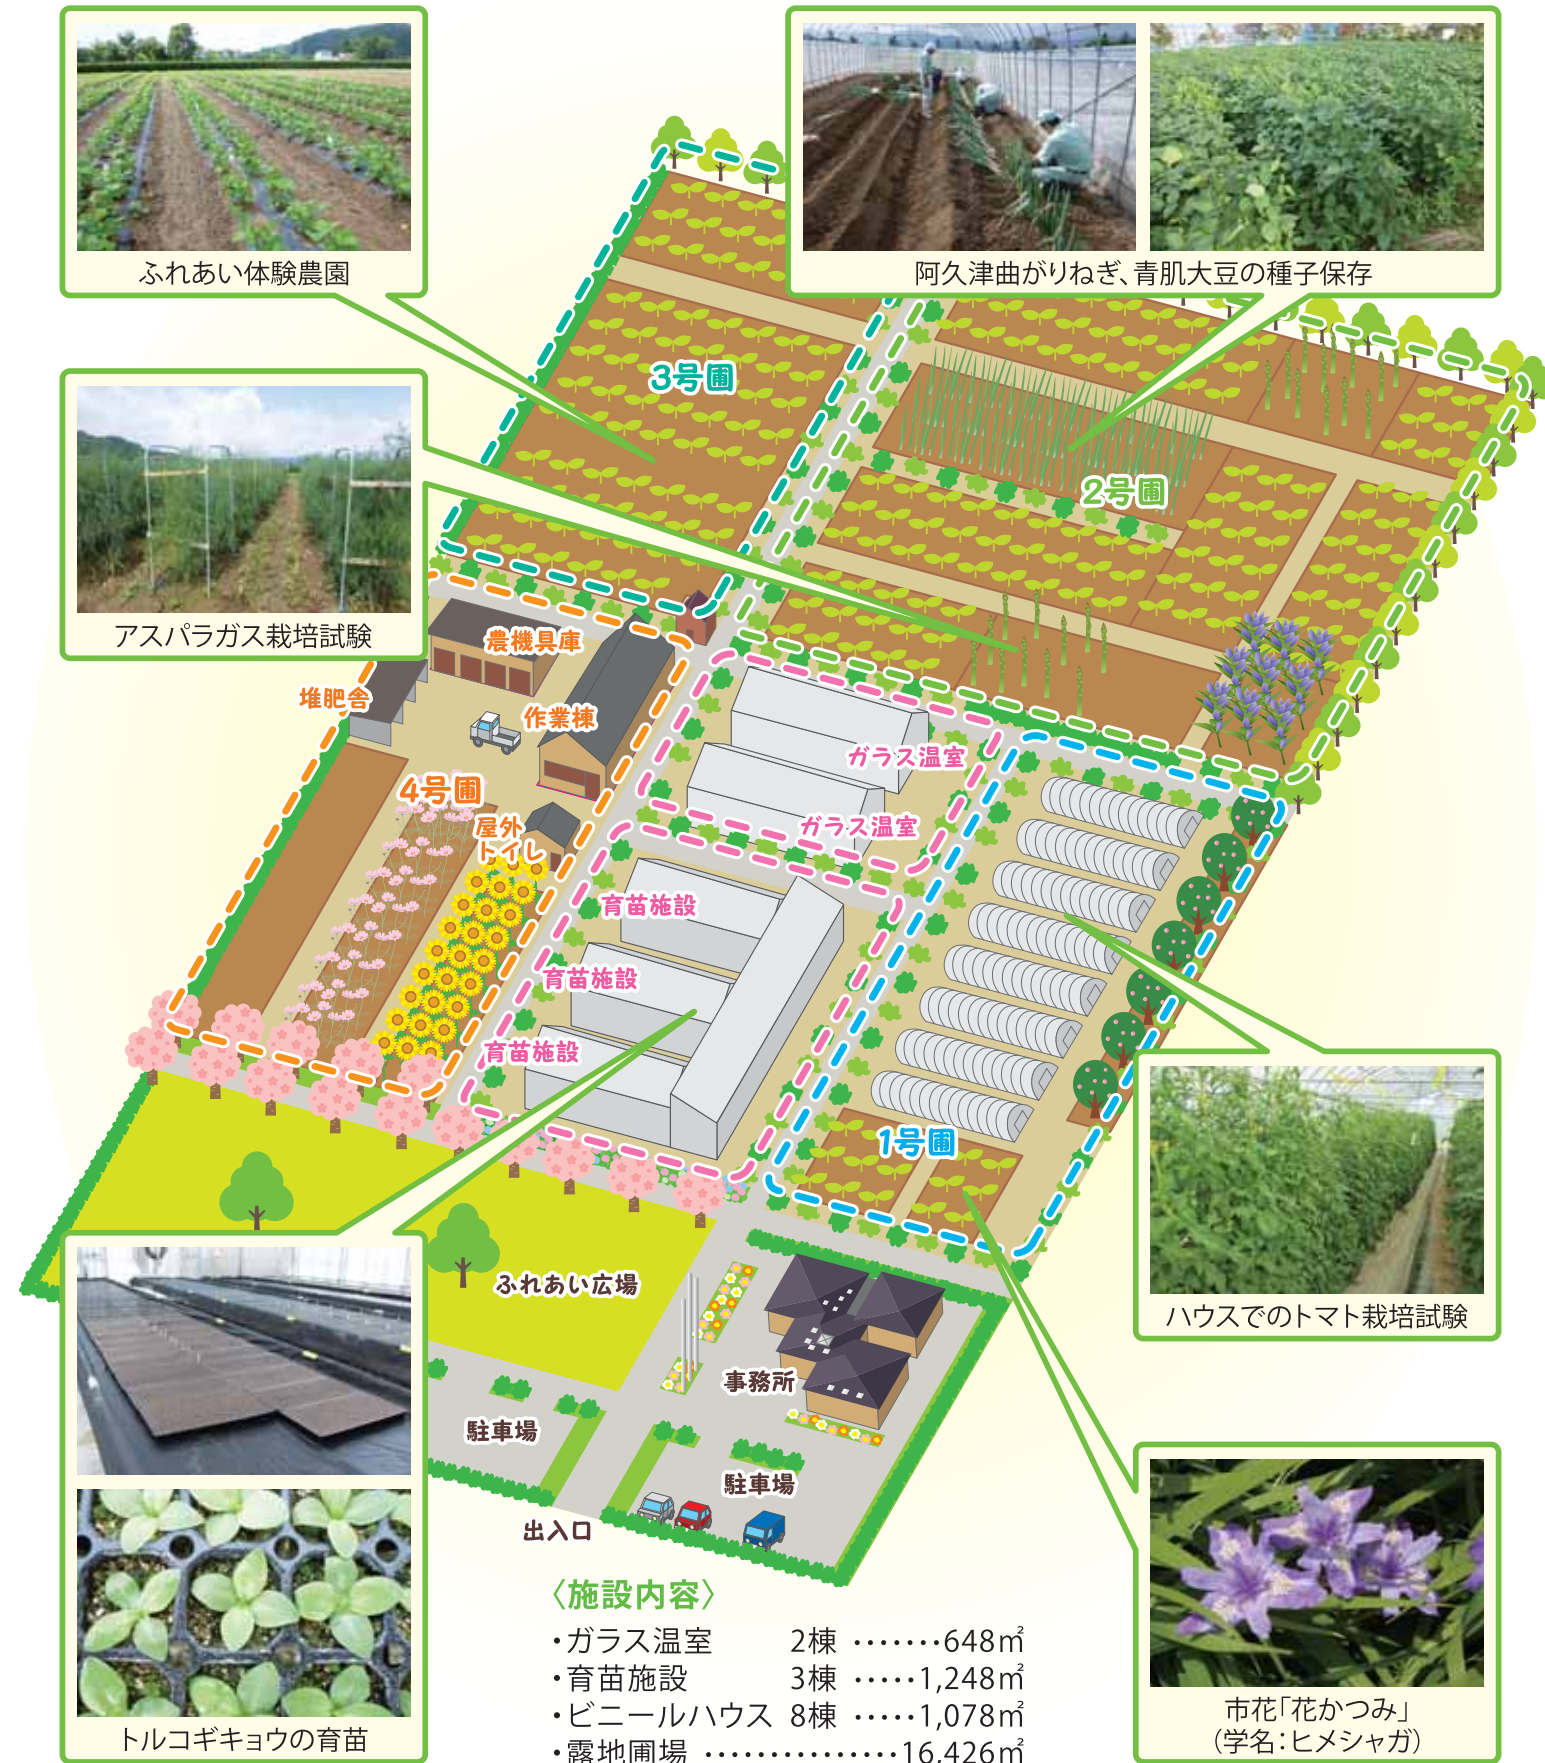 ふれあい体験農園
阿久津曲がりねぎ、青肌大豆の種子保存
3号圃
2号圃
アスパラガス栽培試験
農機具庫
堆肥舎
作業棟
ガラス温室
4号圃
屋外
トイレ
ガラス温室
育苗施設
育苗施設
育苗施設
1号圃
ふれあい広場
ハウスでのトマト栽培試験
事務所
駐車場
駐車場
出入口
トルコギキョウの育苗
市花「花かつみ」
（学名：ヒメシャガ）
〈施設内容〉
・ガラス温室 2棟 ・・・・・・・648㎡
・育苗施設 3棟 ・・・・・1,248㎡
・ビニールハウス 8棟 ・・・・・1,078㎡
・露地圃場 ・・・・・・・・・・・・・・・16,426㎡